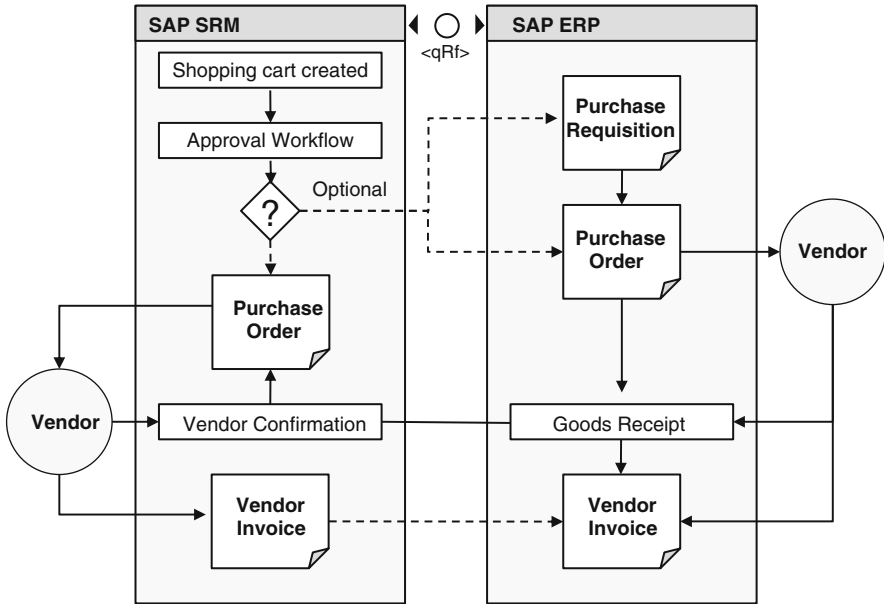 SAP SRM
<qRf>
SAP ERP
Shopping cart created
Approval Workflow
Optional
?
Purchase
Order
Vendor
Vendor Confirmation
Vendor
Invoice
Purchase
Requisition
Purchase
Order
Vendor
Goods Receipt
Vendor
Invoice